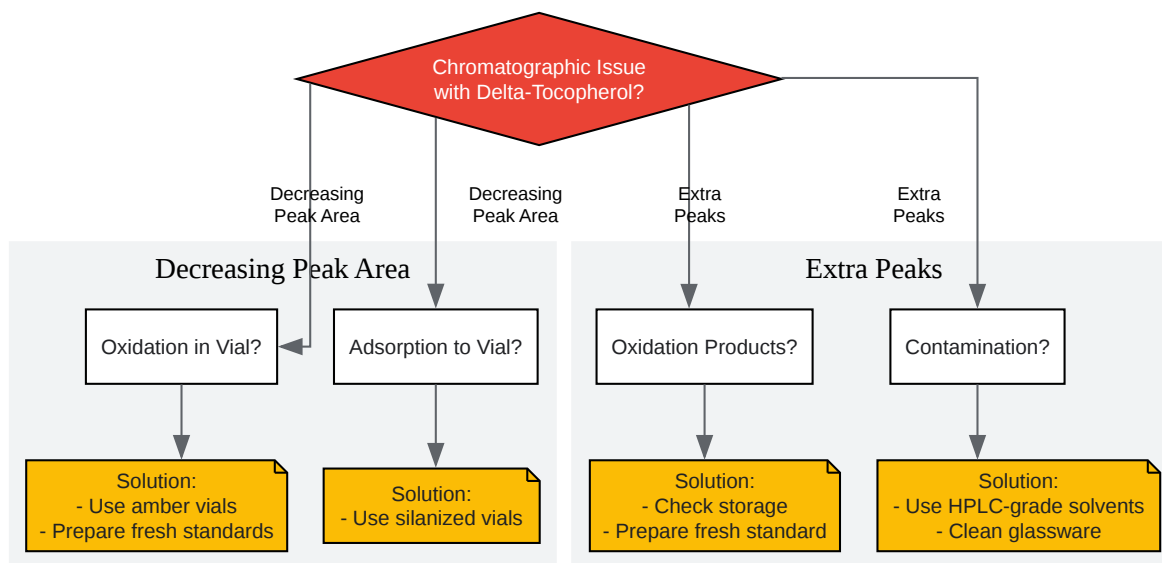 Chromatographic Issue
with Delta-Tocopherol?
Decreasing
Peak Area
Decreasing
Peak Area
Extra
Peaks
Extra
Peaks
Decreasing Peak Area
Extra Peaks
Oxidation in Vial?
Adsorption to Vial?
Oxidation Products?
Contamination?
Solution:
- Use amber vials
- Prepare fresh standards
Solution:
- Use silanized vials
Solution:
- Check storage
- Prepare fresh standard
Solution:
- Use HPLC-grade solvents
- Clean glassware